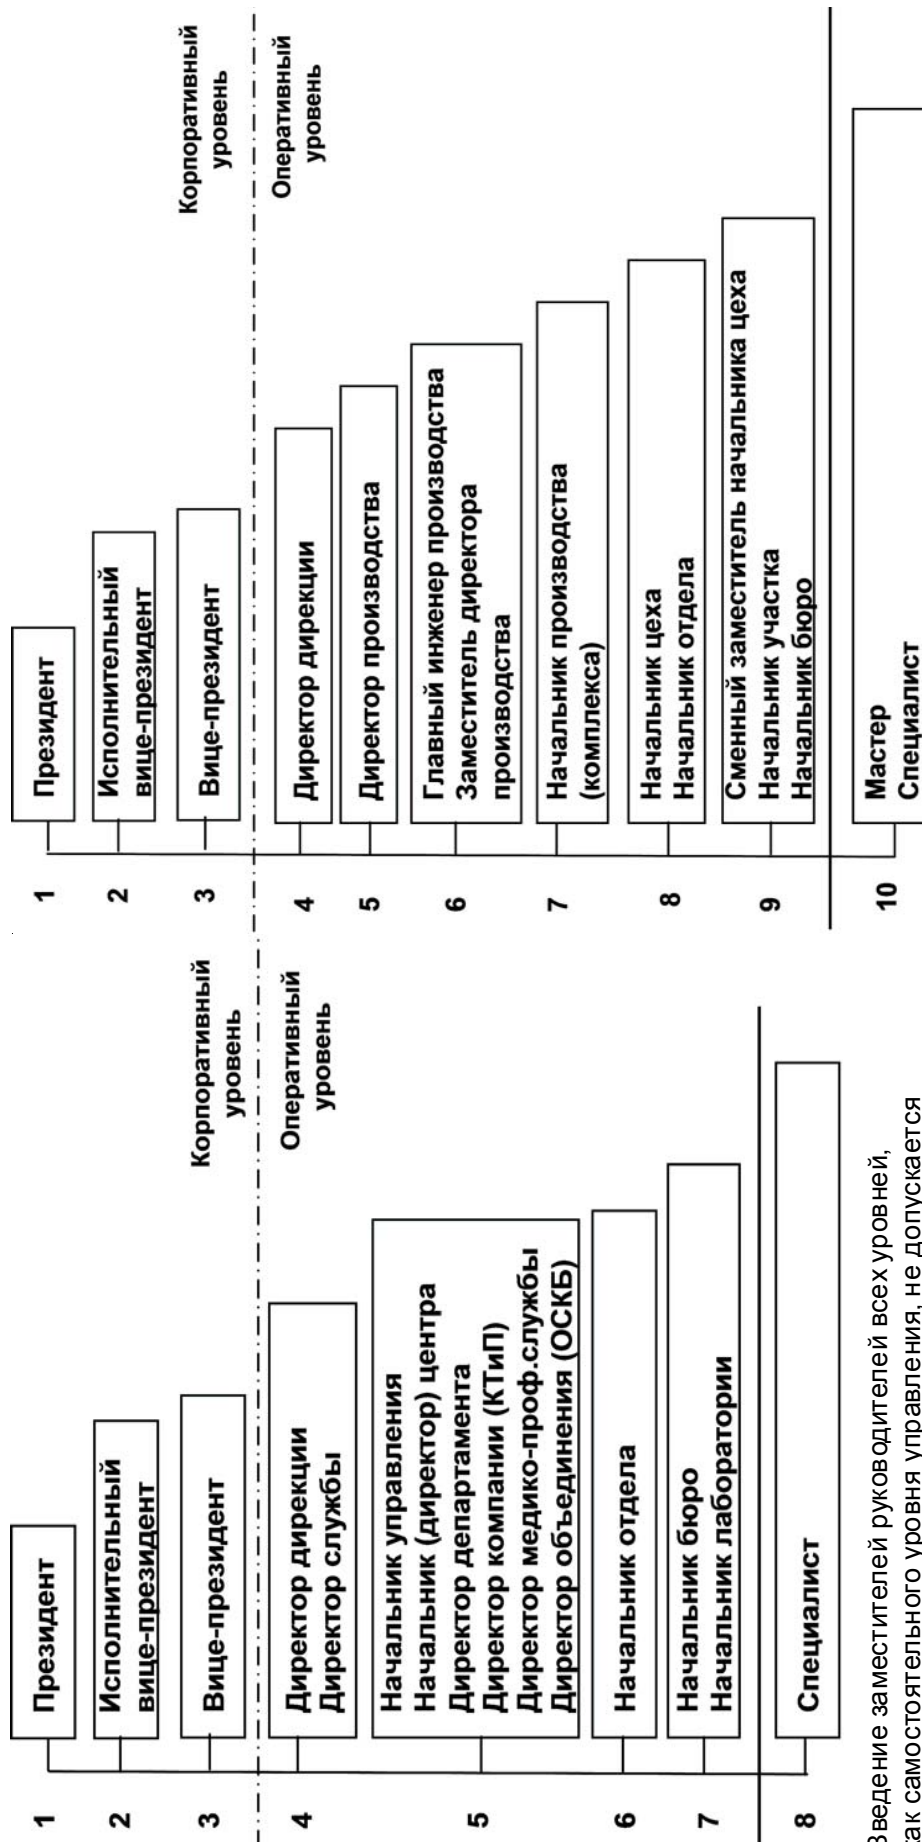 1
Президент
2
Исполнительный
вице-президент
3
Вице-президент
Корпоративный
уровень
Оперативный
уровень
4
Директор дирекции
Директор службы
5
Начальник управления
Начальник (директор) центра
Директор департамента
Директор компании (КТиП)
Директор медико-проф.службы
Директор объединения (ОСКБ)
6
Начальник отдела
7
Начальник бюро
Начальник лаборатории
8
Специалист
Введение заместителей руководителей всех уровней,
как самостоятельного уровня управления, не допускается
1
Президент
2
Исполнительный
вице-президент
3
Вице-президент
Корпоративный
уровень
Оперативный
уровень
4
Директор дирекции
5
Директор производства
6
Главный инженер производства
Заместитель директора
производства
7
Начальник производства
(комплекса)
8
Начальник цеха
Начальник отдела
9
Сменный заместитель начальника цеха
Начальник участка
Начальник бюро
10
Мастер
Специалист